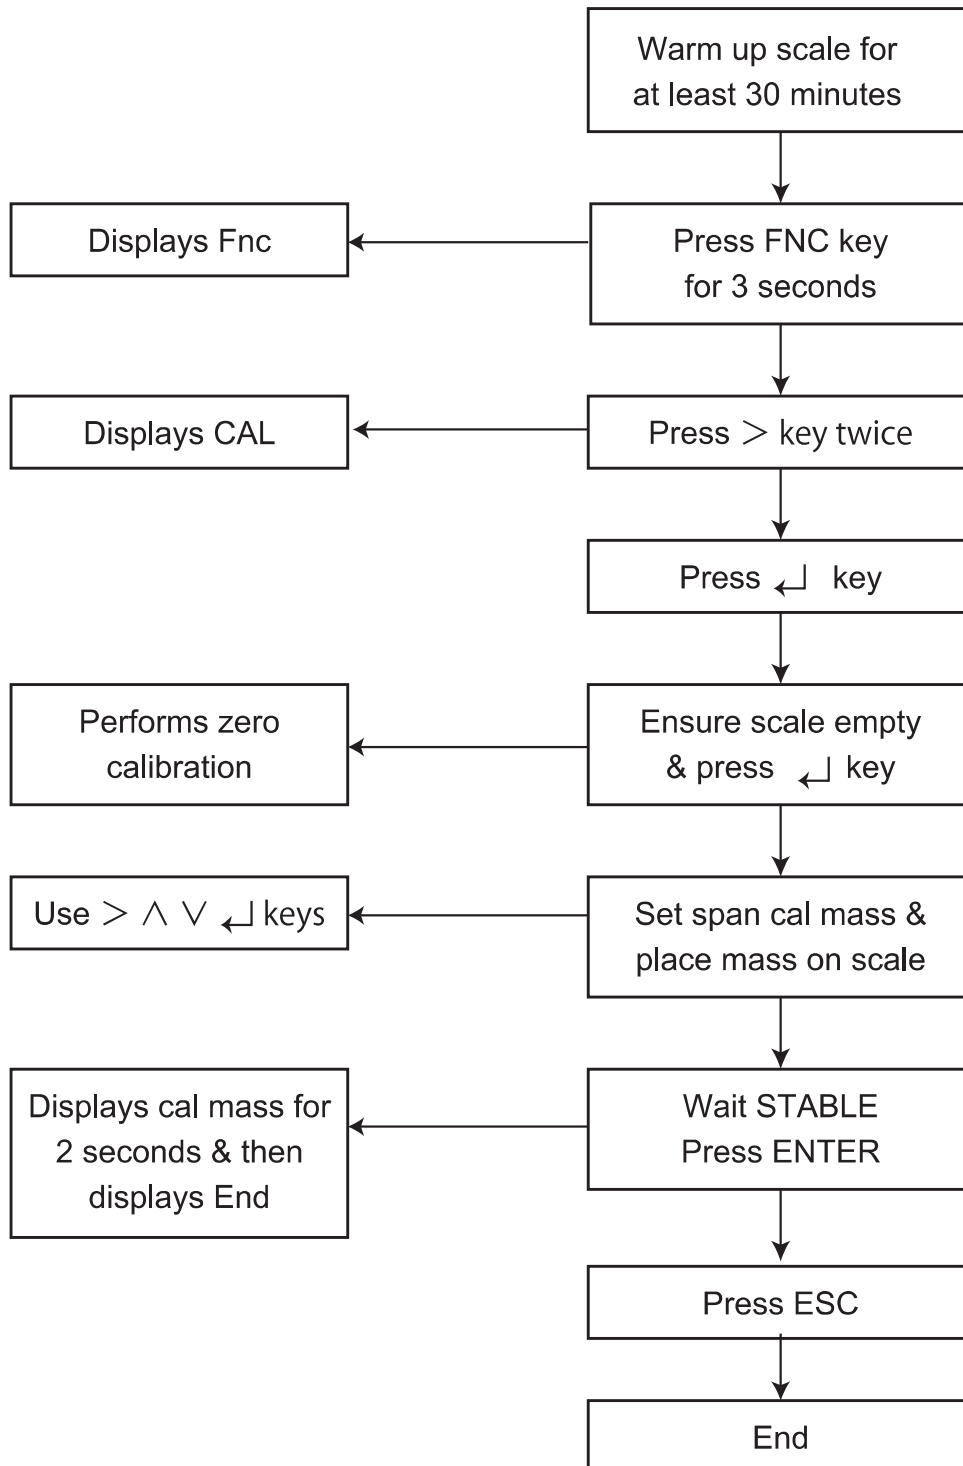 Warm up scale for
at least 30 minutes
Displays Fnc
Press FNC key
for 3 seconds
Displays CAL
Press > key twice
Press ↵ key
Performs zero
calibration
Ensure scale empty
& press ↵ key
Use > ∧ ∨ ↵ keys
Set span cal mass &
place mass on scale
Displays cal mass for
2 seconds & then
displays End
Wait STABLE
Press ENTER
Press ESC
End